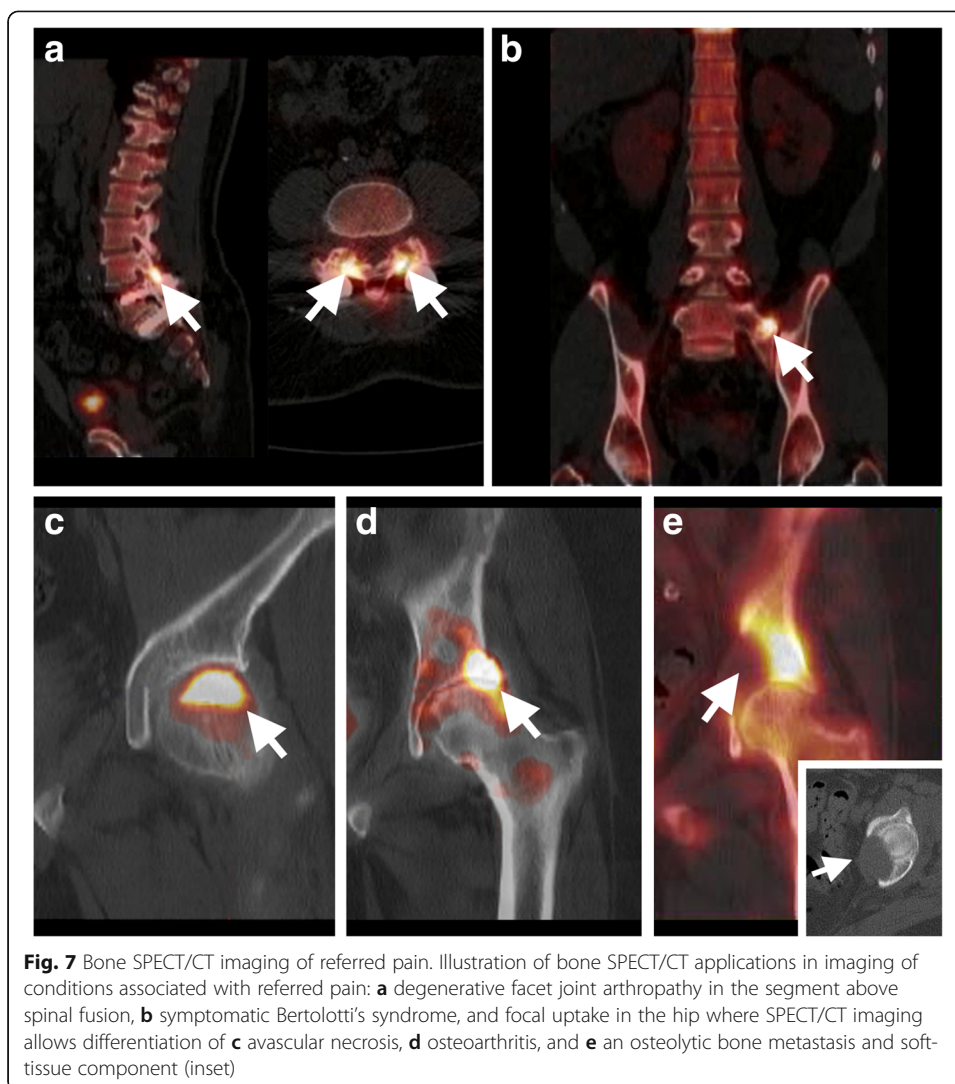 a
b
c
d
e
Fig. 7 Bone SPECT/CT imaging of referred pain. Illustration of bone SPECT/CT applications in imaging of
conditions associated with referred pain: a degenerative facet joint arthropathy in the segment above
spinal fusion, b symptomatic Bertolotti's syndrome, and focal uptake in the hip where SPECT/CT imaging
allows differentiation of c avascular necrosis, d osteoarthritis, and e an osteolytic bone metastasis and soft-
tissue component (inset)